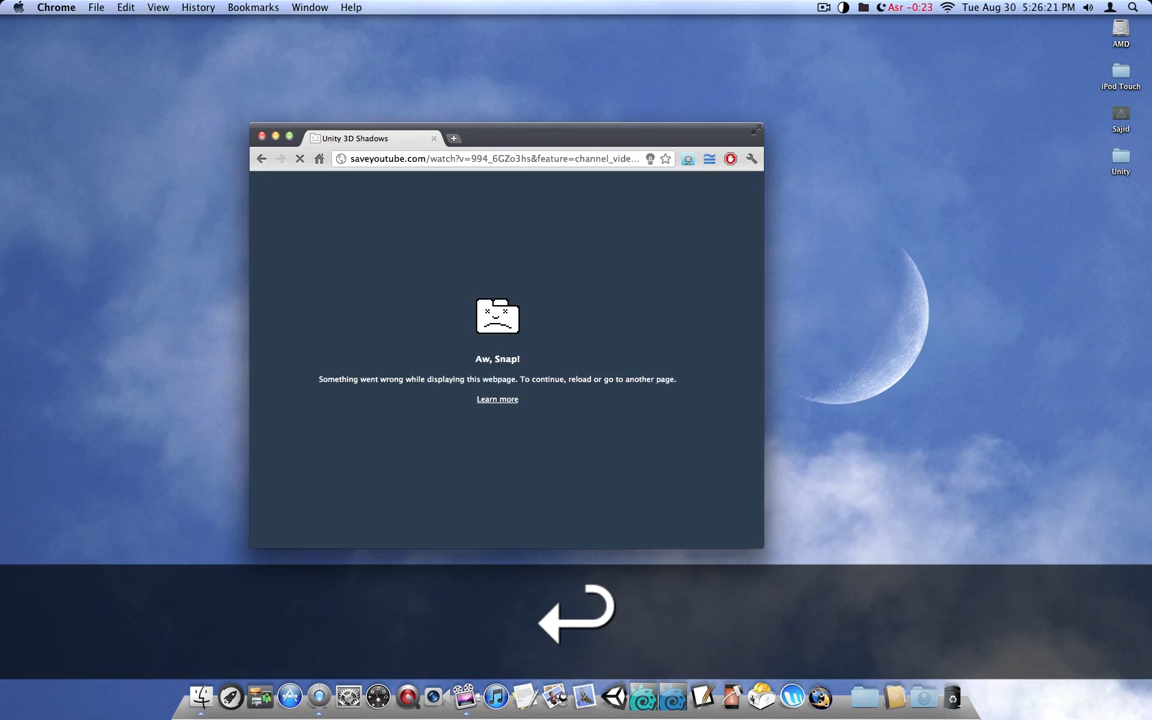 Chrome File Edit View History Bookmarks Window Help Asr -0:23 Tue Aug 30 5:26:21 PM
AMD
iPod Touch
Sajid
Unity
Unity 3D Shadows
saveyoutube.com/watch?v=994_6GZo3hs&feature=channel_vide...
Aw, Snap!
Something went wrong while displaying this webpage. To continue, reload or go to another page.
Learn more